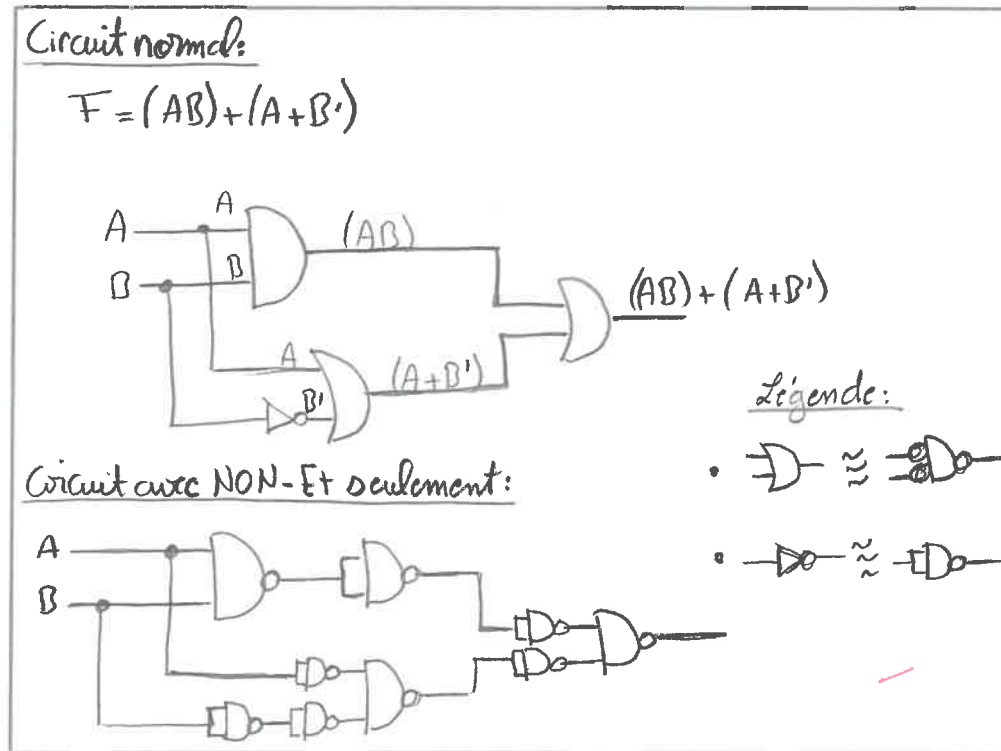 Circuit normal:
F = (AB) + (A + B')
A
A
(AB)
B
B
(AB) + (A+B')
A
(A+B')
B'
Légende:
Circuit avec NON-Et seulement:
A
B